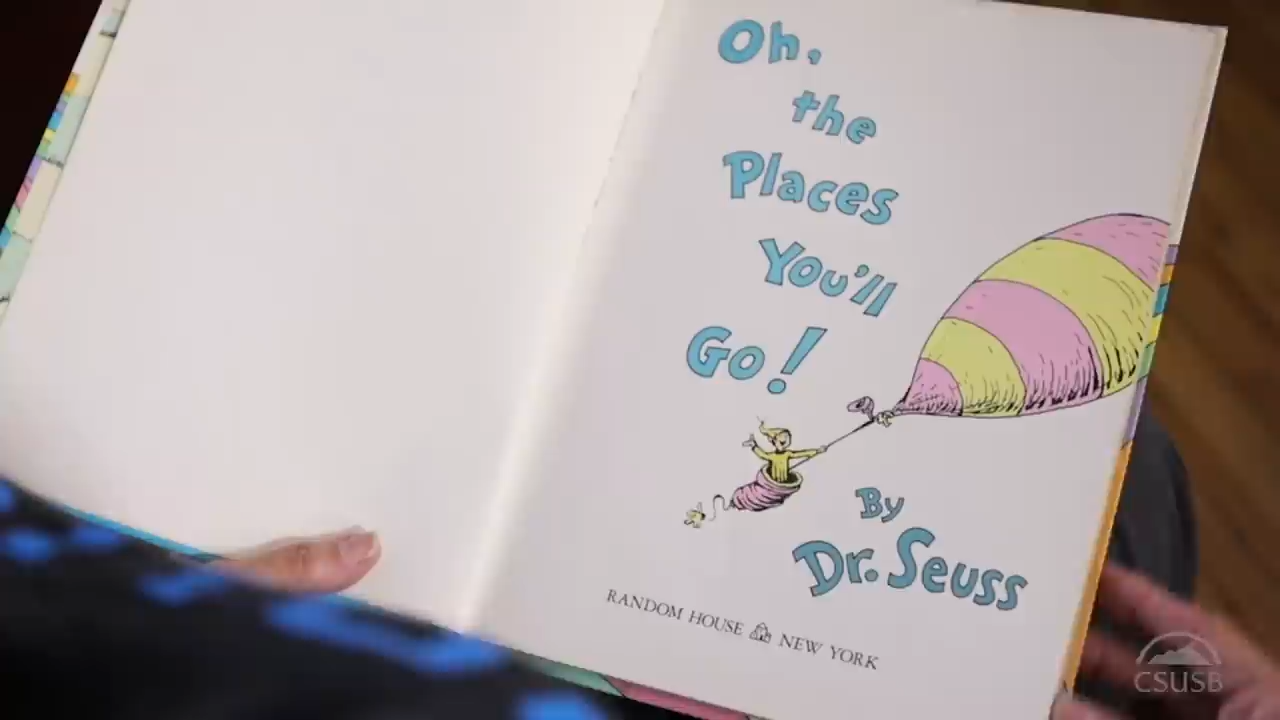 Oh,
the
Places
You'll
Go!
By
Dr. Seuss
RANDOM HOUSE NEW YORK
CSUSB